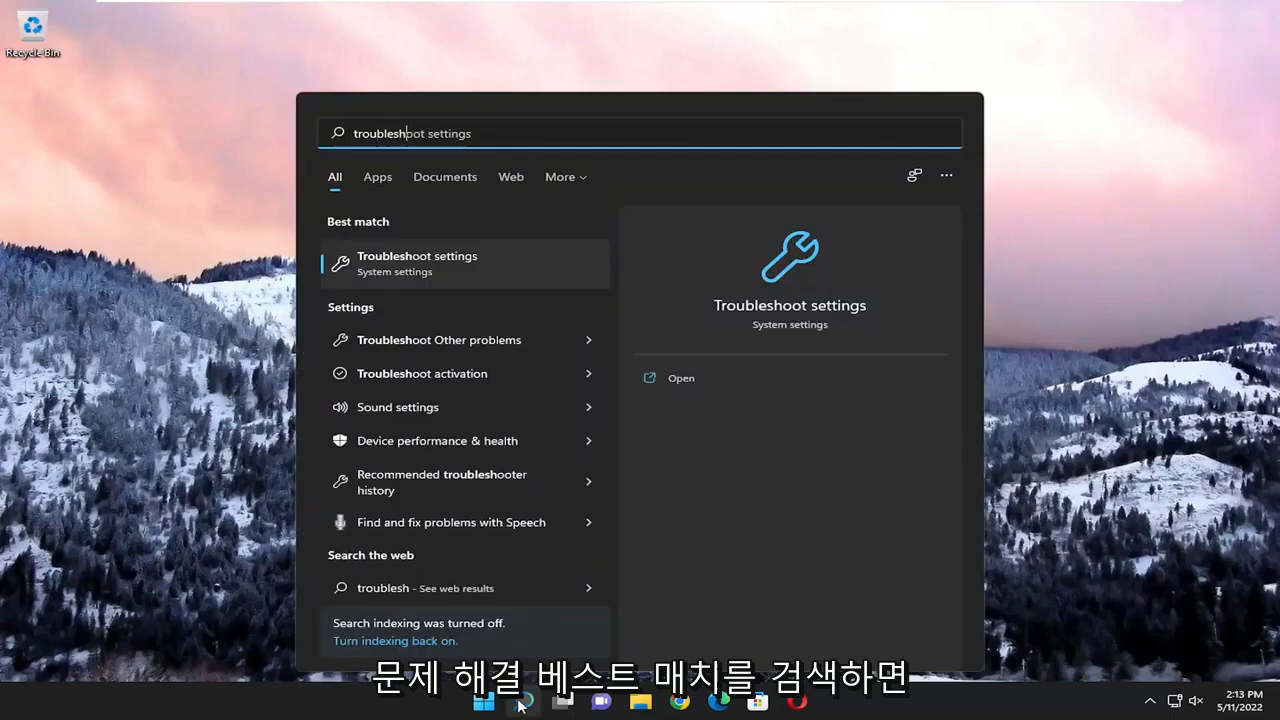 Recycle Bin
troubleshoot settings
All Apps Documents Web More
Best match
Troubleshoot settings
System settings
Settings
Troubleshoot Other problems
Troubleshoot activation
Sound settings
Device performance & health
Recommended troubleshooter
history
Find and fix problems with Speech
Search the web
troublesh - See web results
Search indexing was turned off.
Turn indexing back on.
Troubleshoot settings
System settings
Open
문제 해결 베스트 매치를 검색하면
2:13 PM
5/11/2022